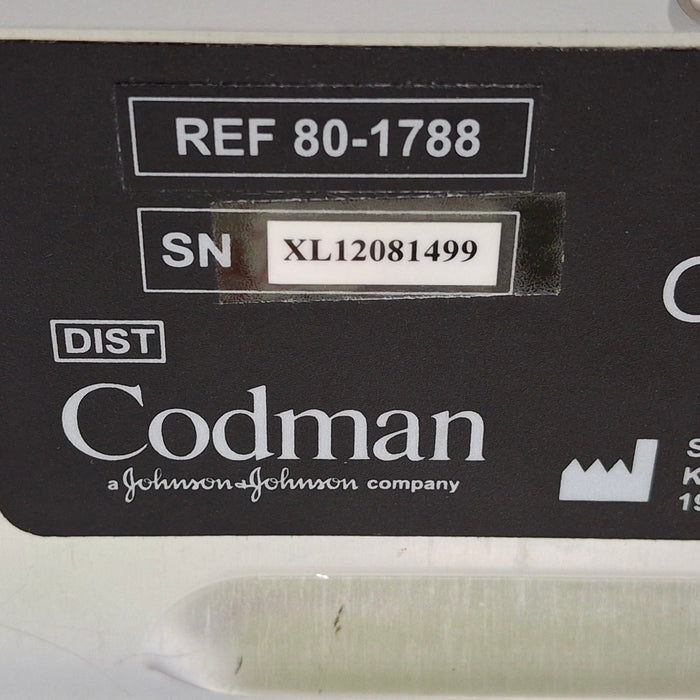 REF 80-1788
SN XL12081499
DIST
Codman
a Johnson & Johnson company